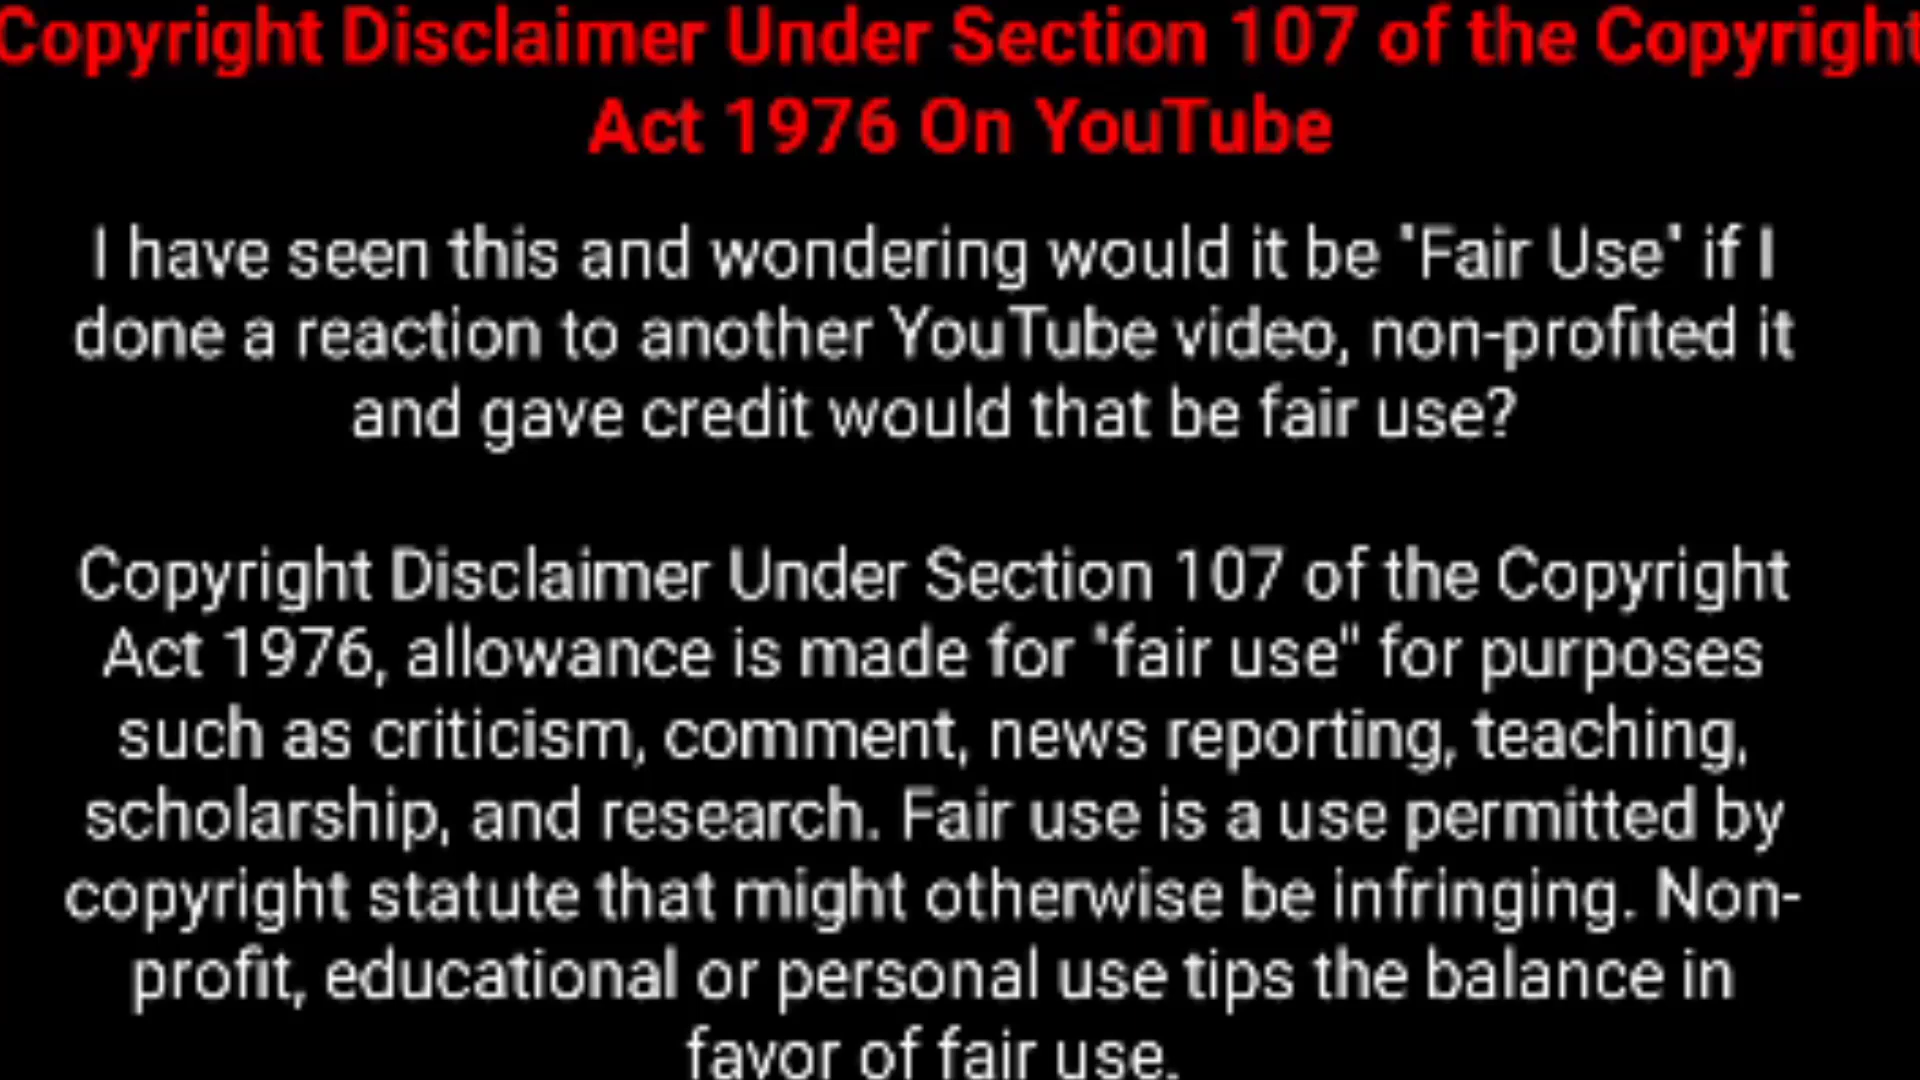 Copyright Disclaimer Under Section 107 of the Copyright
Act 1976 On YouTube
I have seen this and wondering would it be "Fair Use" if I
done a reaction to another YouTube video, non-profited it
and gave credit would that be fair use?
Copyright Disclaimer Under Section 107 of the Copyright
Act 1976, allowance is made for "fair use" for purposes
such as criticism, comment, news reporting, teaching,
scholarship, and research. Fair use is a use permitted by
copyright statute that might otherwise be infringing. Non-
profit, educational or personal use tips the balance in
favor of fair use.